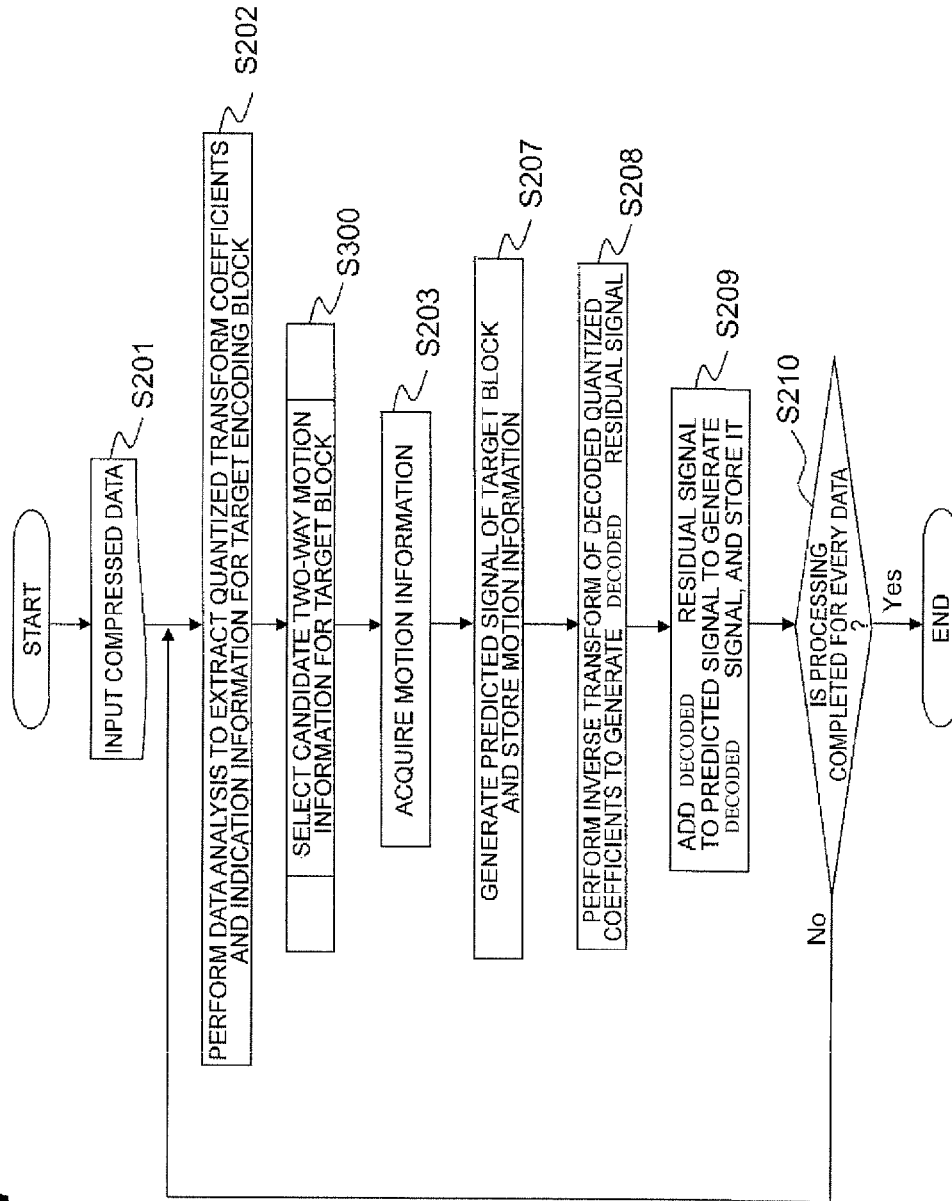 START
INPUT COMPRESSED DATA
S201
PERFORM DATA ANALYSIS TO EXTRACT QUANTIZED TRANSFORM COEFFICIENTS
AND INDICATION INFORMATION FOR TARGET ENCODING BLOCK
S202
SELECT CANDIDATE TWO-WAY MOTION
INFORMATION FOR TARGET BLOCK
S300
ACQUIRE MOTION INFORMATION
S203
GENERATE PREDICTED SIGNAL OF TARGET BLOCK
AND STORE MOTION INFORMATION
S207
PERFORM INVERSE TRANSFORM OF DECODED QUANTIZED
COEFFICIENTS TO GENERATE DECODED RESIDUAL SIGNAL
S208
ADD DECODED RESIDUAL SIGNAL
TO PREDICTED SIGNAL TO GENERATE
DECODED SIGNAL, AND STORE IT
S209
IS PROCESSING
COMPLETED FOR EVERY DATA
?
S210
No
Yes
END